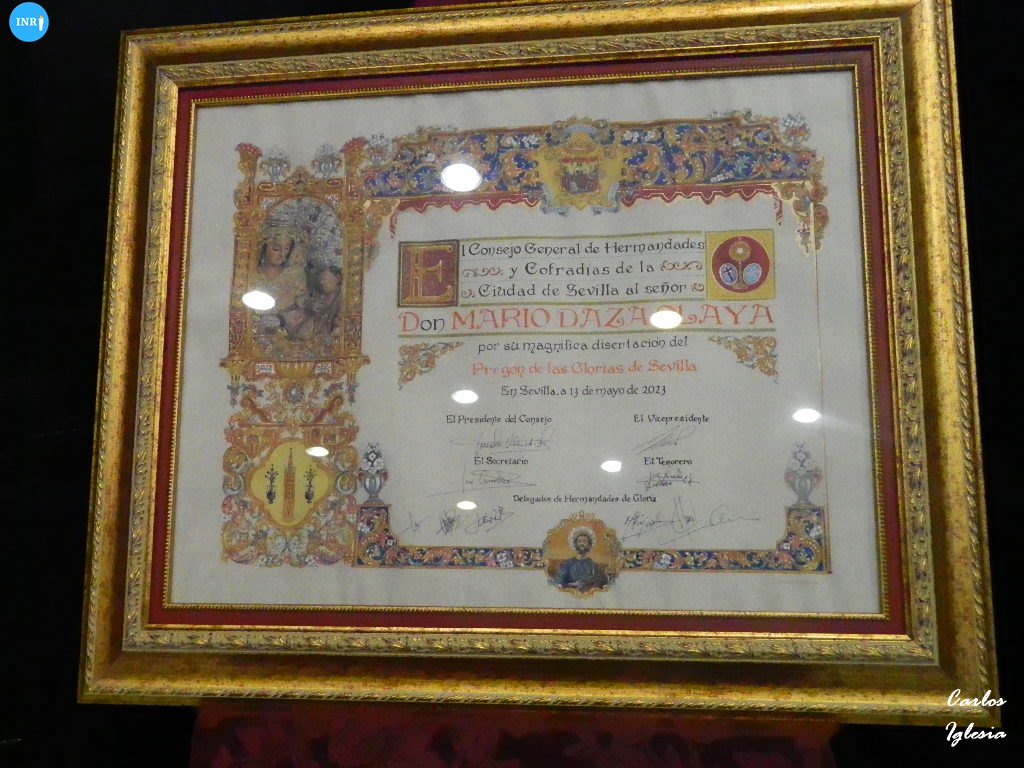 INRI
El Consejo General de Hermandades
y Cofradías de la
Ciudad de Sevilla al señor
Don MARIO DAZA OLAYA
por su magnífica disertación del
Pregón de las Glorias de Sevilla
En Sevilla, a 13 de mayo de 2023
El Presidente del Consejo El Vicepresidente
El Secretario El Tesorero
Delegados de Hermandades de Gloria
Carlos
Iglesia